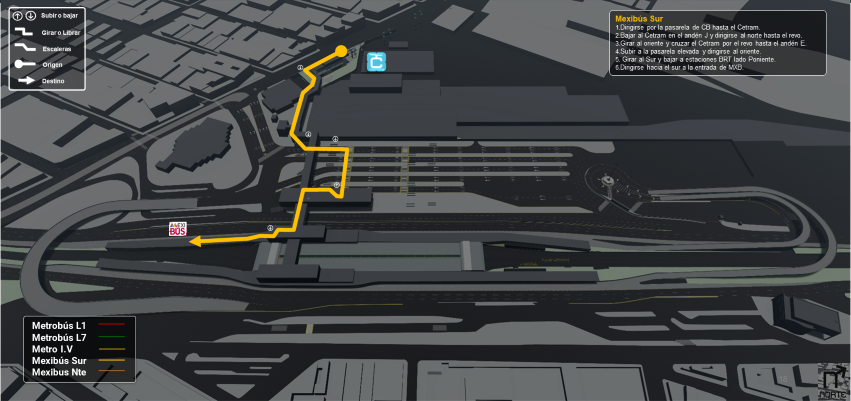 Subir o bajar
Girar o Librar
Escaleras
Origen
Destino
Mexibús Sur
1.Dirigirse por la pasarela de CB hasta el Cetram.
2.Bajar al Cetram en el andén J y dirigirse al norte hasta el revo.
3.Girar al oriente y cruzar el Cetram por el revo hasta el andén E.
4.Subir a la pasarela elevada y dirigirse al oriente.
5. Girar al Sur y bajar a estaciones BRT lado Poniente.
6.Dirigirse hacia el sur a la entrada de MXB.
C
MEXI
BÚS
Metrobús L1
Metrobús L7
Metro l.V
Mexibús Sur
Mexibus Nte
NORTE